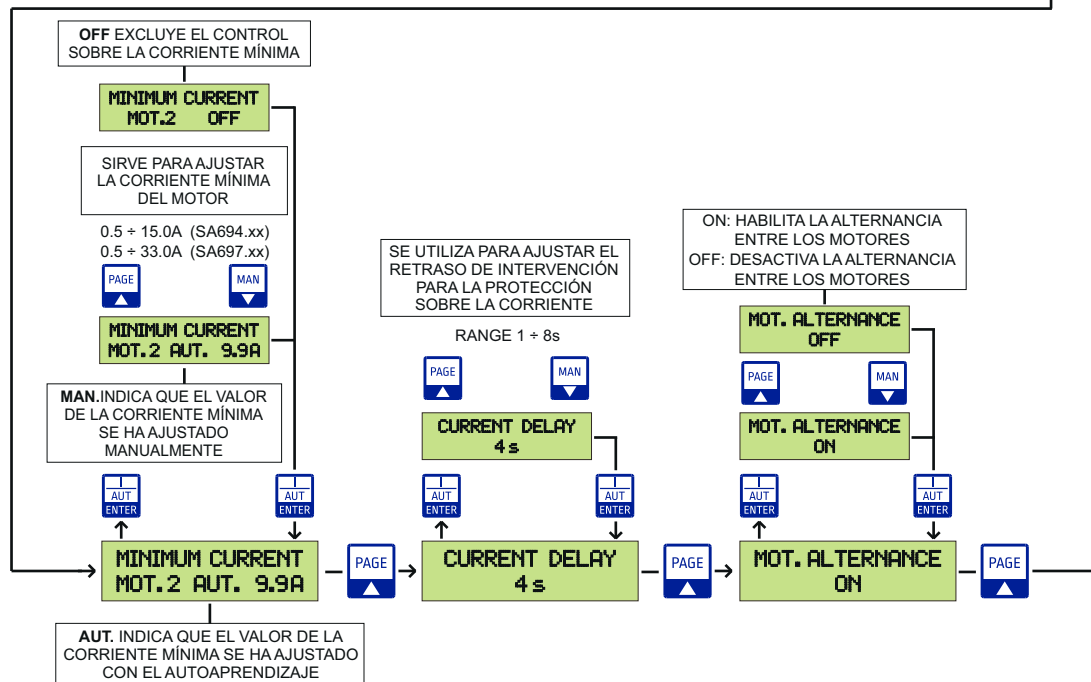 OFF EXCLUYE EL CONTROL
SOBRE LA CORRIENTE MÍNIMA
MINIMUM CURRENT
MOT.2 OFF
SIRVE PARA AJUSTAR
LA CORRIENTE MÍNIMA
DEL MOTOR
0.5 ÷ 15.0A (SA694.xx)
0.5 ÷ 33.0A (SA697.xx)
PAGE
MAN
MINIMUM CURRENT
MOT.2 AUT. 9.9A
MAN.INDICA QUE EL VALOR
DE LA CORRIENTE MÍNIMA
SE HA AJUSTADO
MANUALMENTE
I
AUT
ENTER
I
AUT
ENTER
MINIMUM CURRENT
MOT.2 AUT. 9.9A
AUT. INDICA QUE EL VALOR DE LA
CORRIENTE MÍNIMA SE HA AJUSTADO
CON EL AUTOAPRENDIZAJE
PAGE
SE UTILIZA PARA AJUSTAR EL
RETRASO DE INTERVENCIÓN
PARA LA PROTECCIÓN
SOBRE LA CORRIENTE
RANGE 1 ÷ 8s
PAGE
MAN
CURRENT DELAY
4 s
I
AUT
ENTER
I
AUT
ENTER
CURRENT DELAY
4 s
PAGE
ON: HABILITA LA ALTERNANCIA
ENTRE LOS MOTORES
OFF: DESACTIVA LA ALTERNANCIA
ENTRE LOS MOTORES
MOT. ALTERNANCE
OFF
PAGE
MAN
MOT. ALTERNANCE
ON
I
AUT
ENTER
I
AUT
ENTER
MOT. ALTERNANCE
ON
PAGE